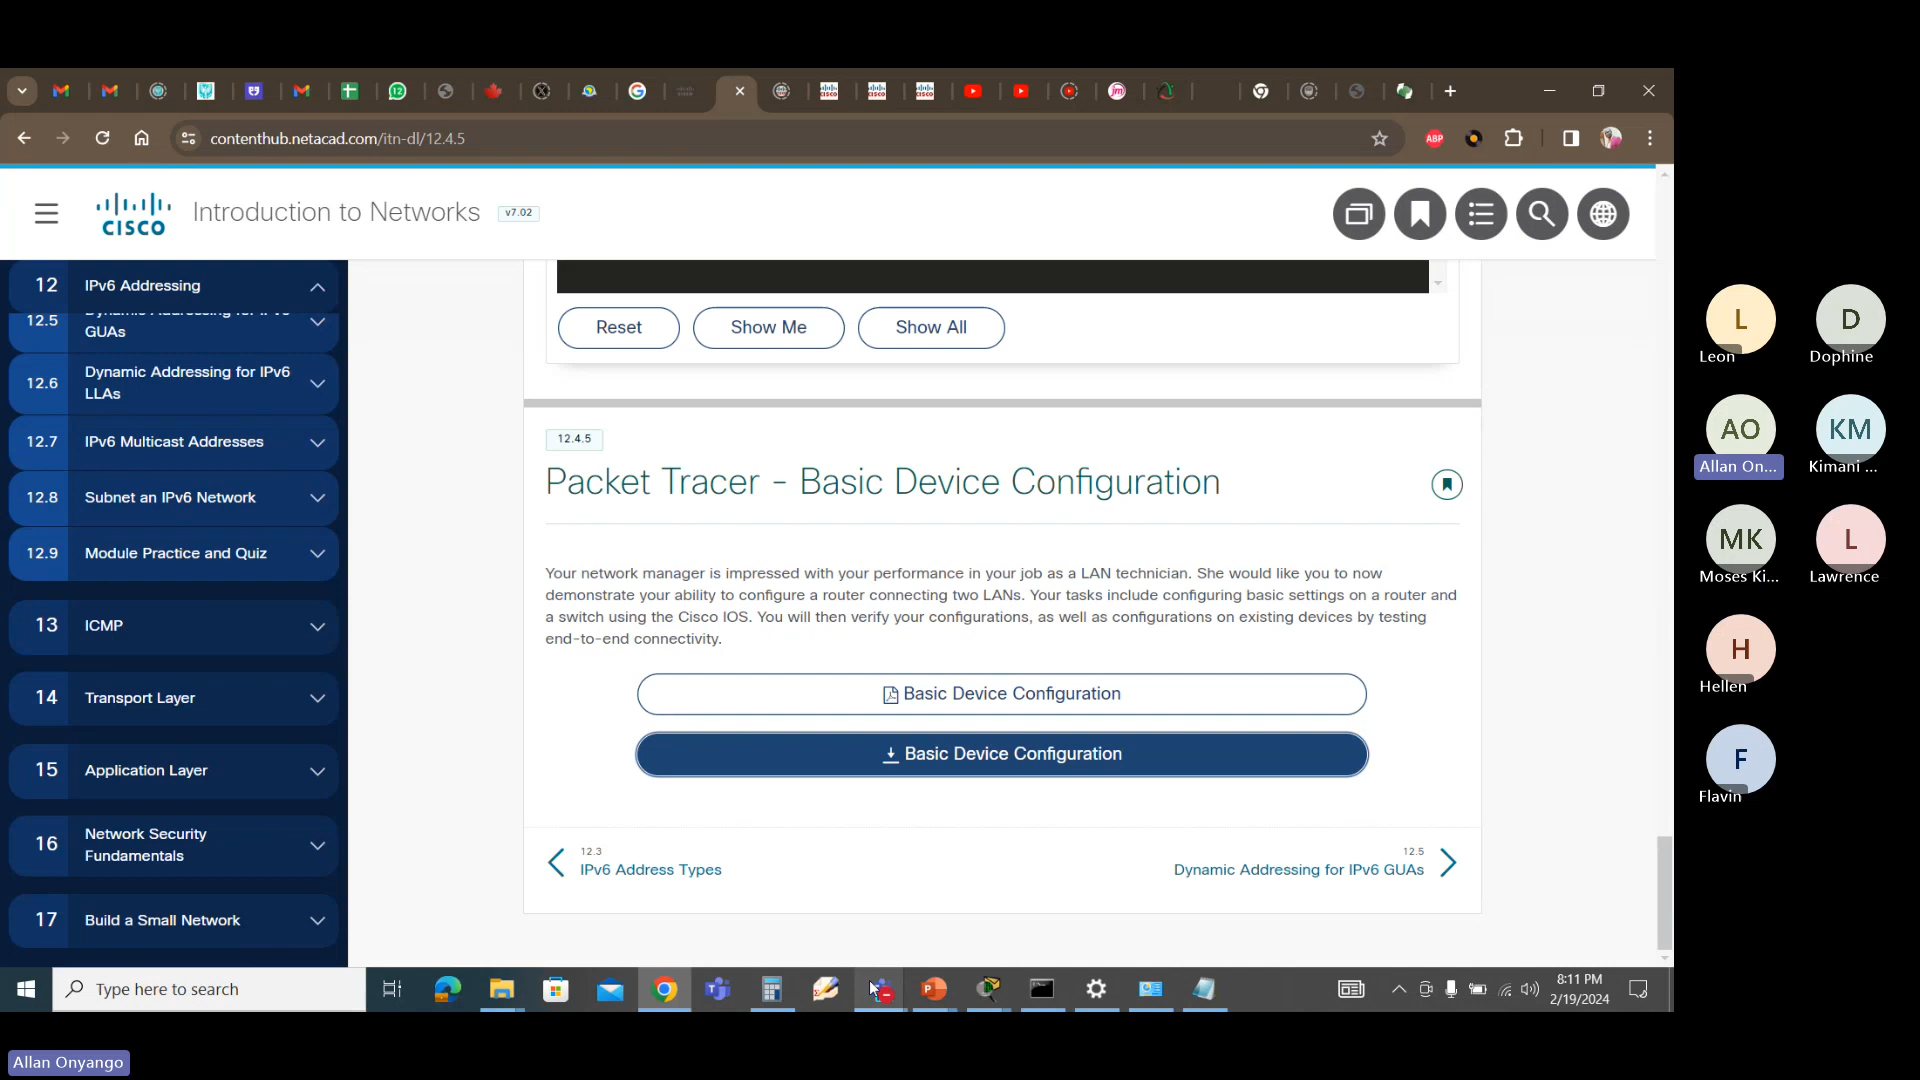 contenthub.netacad.com/itn-dl/12.4.5
ABP
CISCO
Introduction to Networks
v7.02
12 IPv6 Addressing
12.5
GUAs
12.6 Dynamic Addressing for IPv6
LLAs
12.7 IPv6 Multicast Addresses
12.8 Subnet an IPv6 Network
12.9 Module Practice and Quiz
13 ICMP
14 Transport Layer
15 Application Layer
16 Network Security
Fundamentals
17 Build a Small Network
Reset Show Me Show All
12.4.5
Packet Tracer - Basic Device Configuration
Your network manager is impressed with your performance in your job as a LAN technician. She would like you to now
demonstrate your ability to configure a router connecting two LANs. Your tasks include configuring basic settings on a router and
a switch using the Cisco IOS. You will then verify your configurations, as well as configurations on existing devices by testing
end-to-end connectivity.
Basic Device Configuration
Basic Device Configuration
12.3
IPv6 Address Types
12.5
Dynamic Addressing for IPv6 GUAs
Type here to search
8:11 PM
2/19/2024
L
Leon
D
Dophine
AO
Allan On...
KM
Kimani ...
MK
Moses Ki...
L
Lawrence
H
Hellen
F
Flavin
Allan Onyango